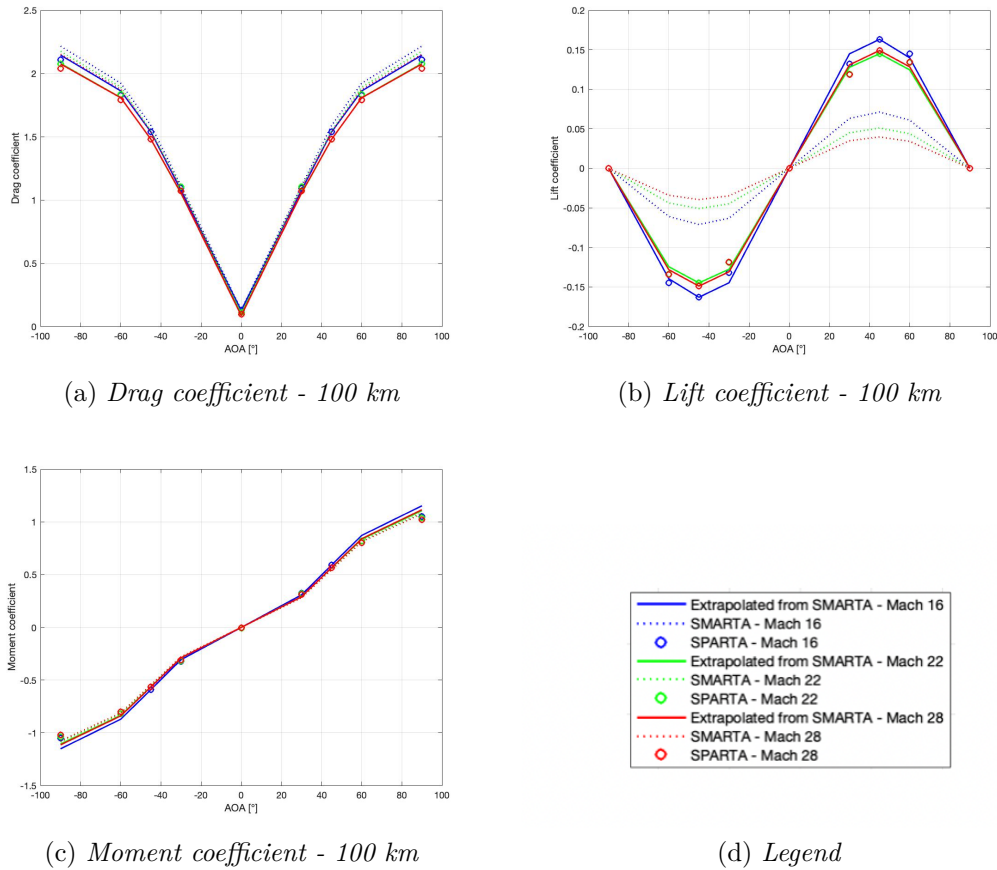 2.5
2
1.5
1
0.5
0
Drag coefficient
-100 -80 -60 -40 -20 0 20 40 60 80 100
AOA [°]
(a) Drag coefficient - 100 km
0.2
0.15
0.1
0.05
0
-0.05
-0.1
-0.15
-0.2
Lift coefficient
-100 -80 -60 -40 -20 0 20 40 60 80 100
AOA [°]
(b) Lift coefficient - 100 km
1.5
1
0.5
0
-0.5
-1
-1.5
Moment coefficient
-100 -80 -60 -40 -20 0 20 40 60 80 100
AOA [°]
(c) Moment coefficient - 100 km
Extrapolated from SMARTA - Mach 16
SMARTA - Mach 16
SPARTA - Mach 16
Extrapolated from SMARTA - Mach 22
SMARTA - Mach 22
SPARTA - Mach 22
Extrapolated from SMARTA - Mach 28
SMARTA - Mach 28
SPARTA - Mach 28
(d) Legend